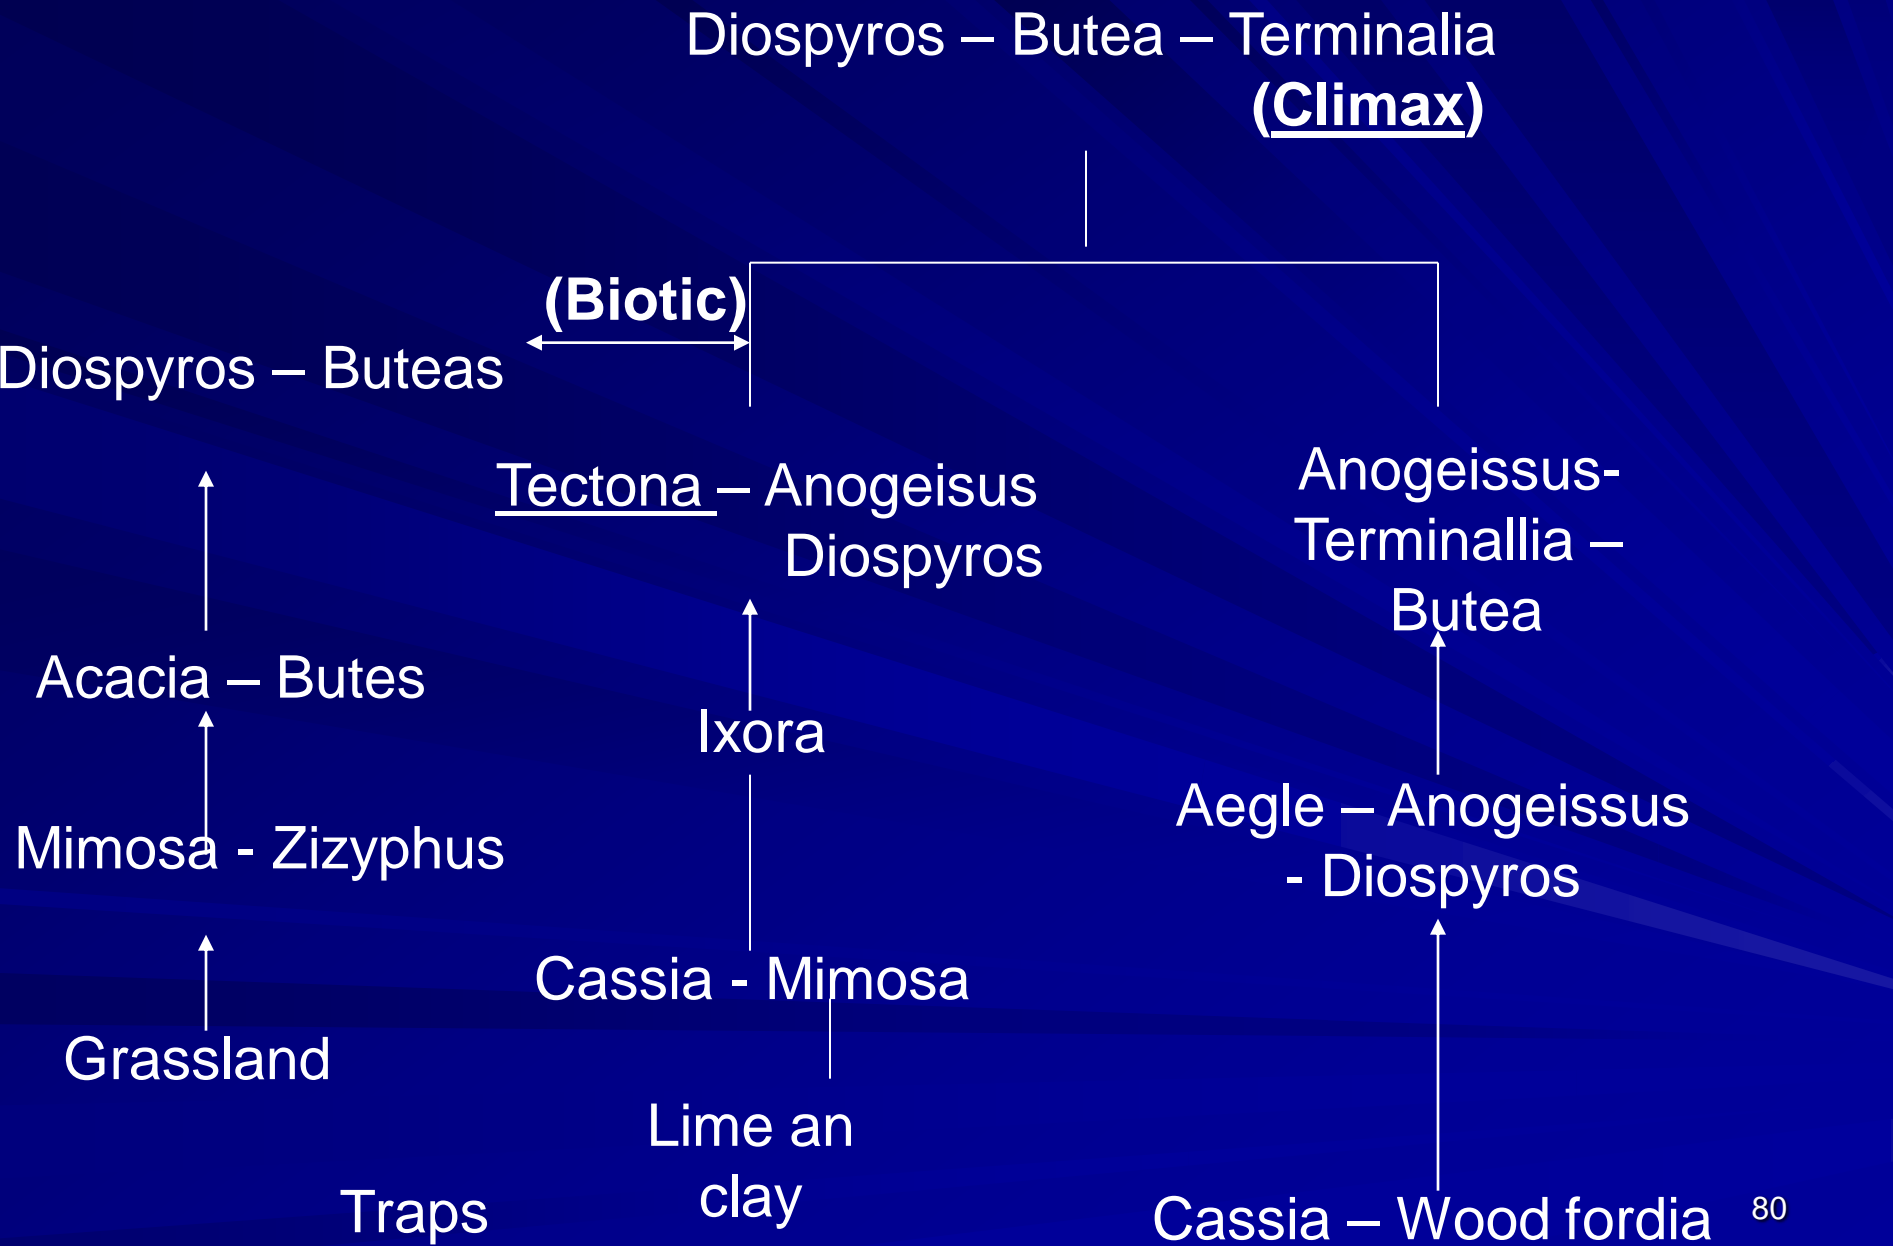 Diospyros – Butea – Terminalia
(Climax)
(Biotic)
Diospyros – Buteas
Tectona – Anogeisus
Diospyros
Anogeissus-
Terminallia –
Butea
Acacia – Butes
Ixora
Mimosa - Zizyphus
Aegle – Anogeissus
- Diospyros
Cassia - Mimosa
Grassland
Lime an
clay
Traps
Cassia – Wood fordia
80